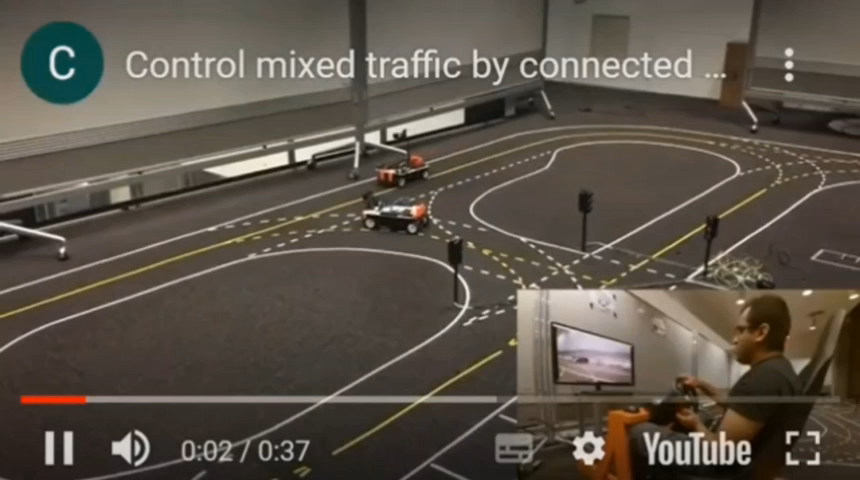 C
Control mixed traffic by connected ...
0:02 / 0:37
YouTube